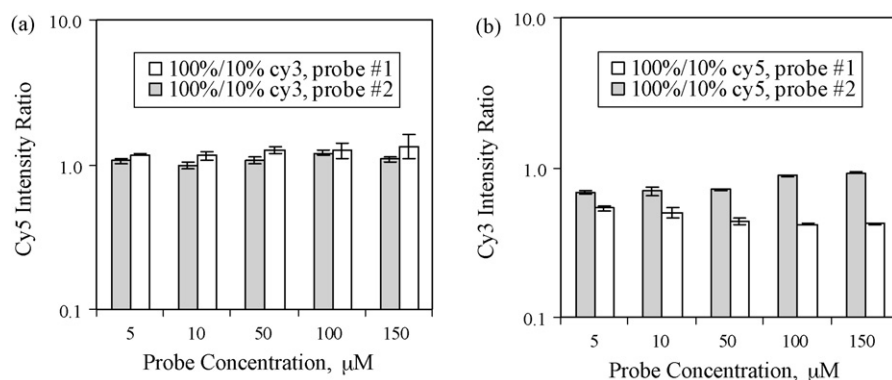 (a)
10.0
1.0
0.1
Cy5 Intensity Ratio
100%/10% cy3, probe #1
100%/10% cy3, probe #2
5 10 50 100 150
Probe Concentration, μM
(b)
10.0
1.0
0.1
Cy3 Intensity Ratio
100%/10% cy5, probe #1
100%/10% cy5, probe #2
5 10 50 100 150
Probe Concentration, μM